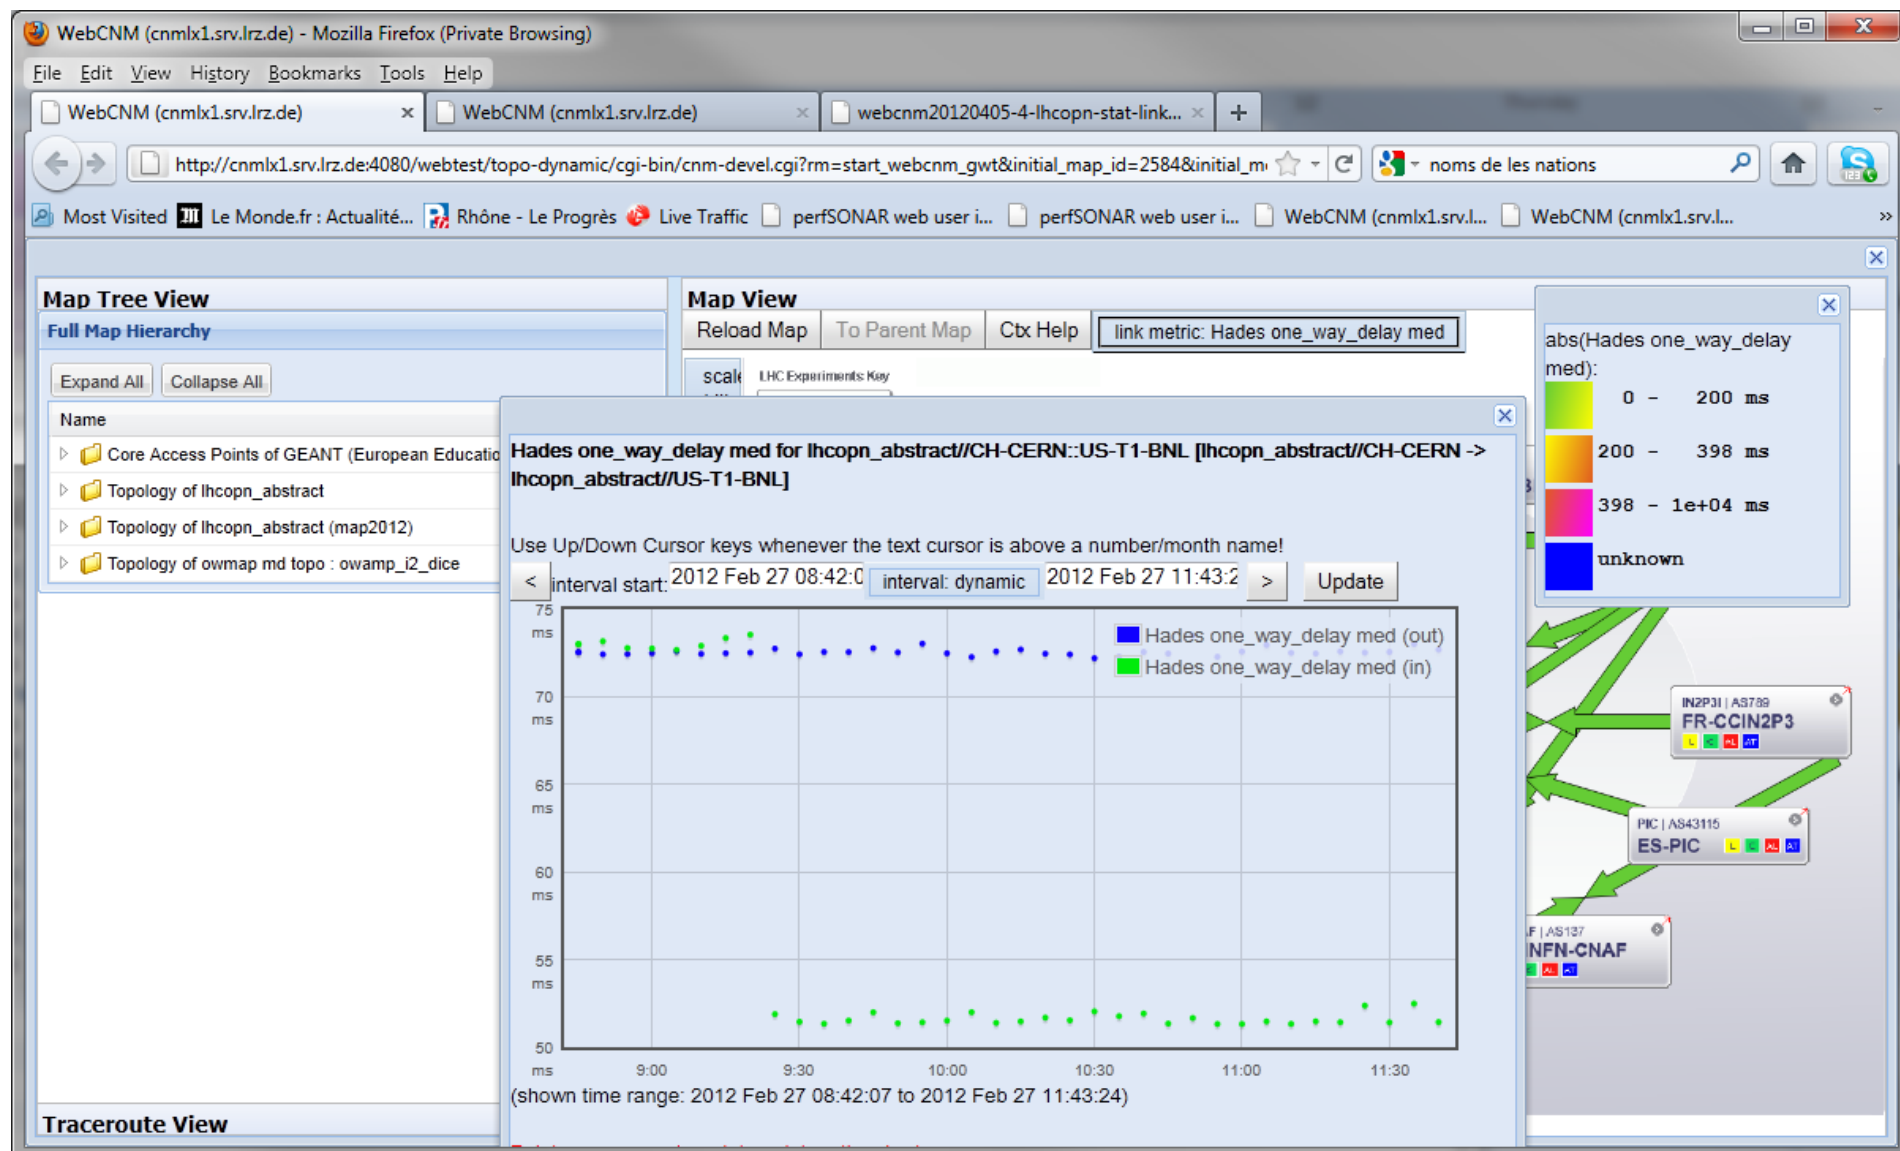 WebCNM (cnmlx1.srv.lrz.de) - Mozilla Firefox (Private Browsing)
File Edit View History Bookmarks Tools Help
WebCNM (cnmlx1.srv.lrz.de) × WebCNM (cnmlx1.srv.lrz.de) × webcnm20120405-4-lhcopn-stat-link... × +
http://cnmlx1.srv.lrz.de:4080/webtest/topo-dynamic/cgi-bin/cnm-devel.cgi?rm=start_webcnm_gwt&initial_map_id=2584&initial_m noms de les nations
Most Visited Le Monde.fr : Actualité... Rhône - Le Progrès Live Traffic perfSONAR web user i... perfSONAR web user i... WebCNM (cnmlx1.srv.l... WebCNM (cnmlx1.srv.l... »
Map Tree View
Full Map Hierarchy
Expand All Collapse All
Name
Core Access Points of GEANT (European Educatio
Topology of lhcopn_abstract
Topology of lhcopn_abstract (map2012)
Topology of owmap md topo : owamp_i2_dice
Traceroute View
Map View
Reload Map To Parent Map Ctx Help link metric: Hades one_way_delay med
scale LHC Experiments Key
abs(Hades one_way_delay
med):
0 - 200 ms
200 - 398 ms
398 - 1e+04 ms
unknown
Hades one_way_delay med for lhcopn_abstract//CH-CERN::US-T1-BNL [lhcopn_abstract//CH-CERN ->
lhcopn_abstract//US-T1-BNL]
Use Up/Down Cursor keys whenever the text cursor is above a number/month name!
< interval start: 2012 Feb 27 08:42:0 interval: dynamic 2012 Feb 27 11:43:2 > Update
75
ms
Hades one_way_delay med (out)
Hades one_way_delay med (in)
70
ms
65
ms
60
ms
55
ms
50
ms 9:00 9:30 10:00 10:30 11:00 11:30
(shown time range: 2012 Feb 27 08:42:07 to 2012 Feb 27 11:43:24)
IN2P3I | AS789
FR-CCIN2P3
L C AL AT
PIC | AS43115
ES-PIC L C AL AT
F | AS137
NFN-CNAF
C AL AT